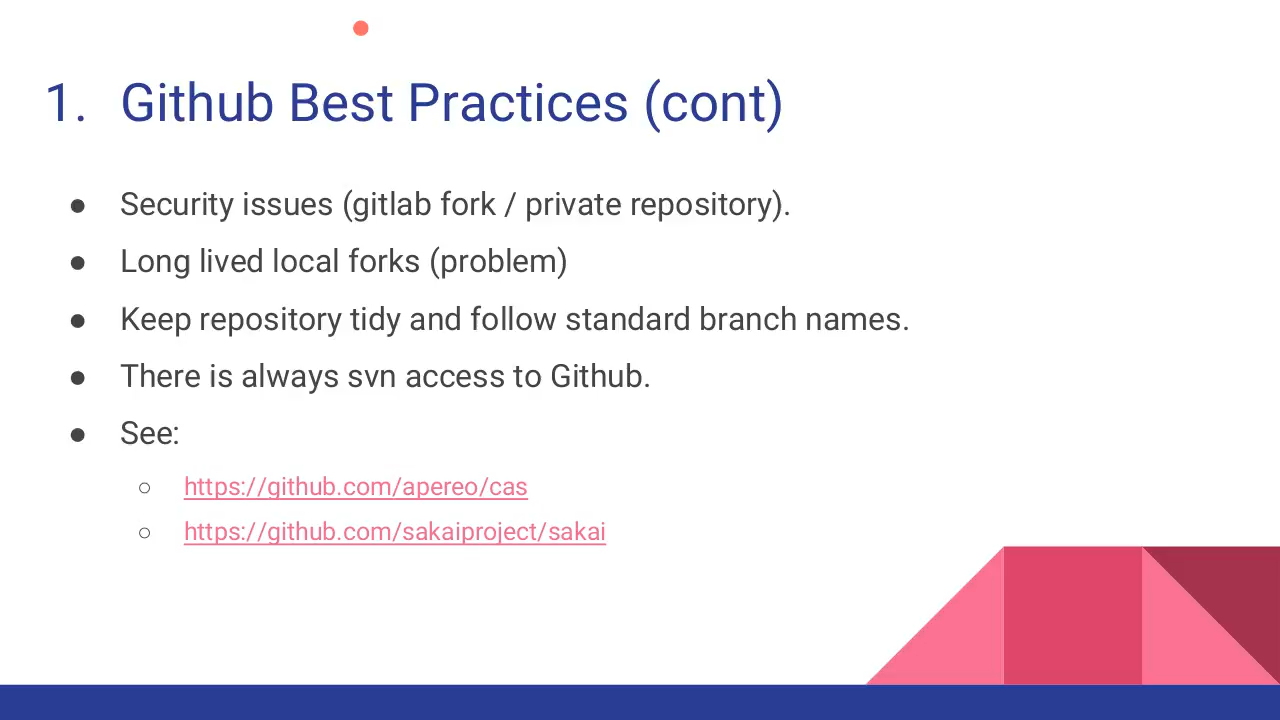 1. Github Best Practices (cont)
● Security issues (gitlab fork / private repository).
● Long lived local forks (problem)
● Keep repository tidy and follow standard branch names.
● There is always svn access to Github.
● See:
○ https://github.com/apereo/cas
○ https://github.com/sakaiproject/sakai